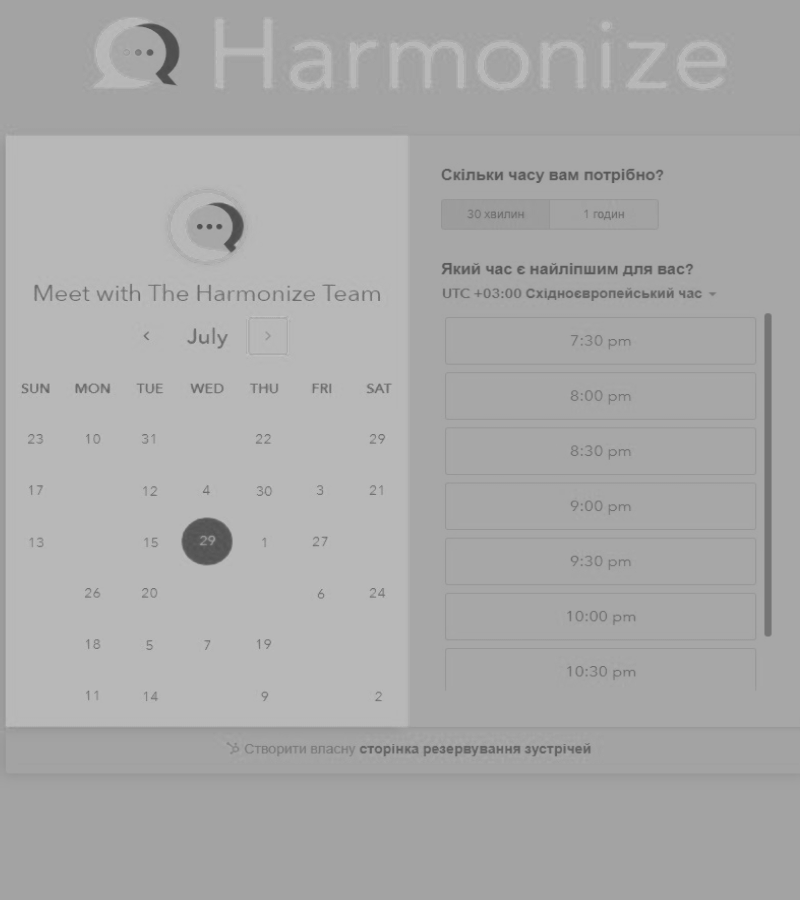 Harmonize
Meet with The Harmonize Team
July
SUN MON TUE WED THU FRI SAT
23 10 31 22 29
17 12 4 30 3 21
13 15 29 1 27
26 20 6 24
18 5 7 19
11 14 9 2
Скільки часу вам потрібно?
30 хвилин 1 годин
Який час є найліпшим для вас?
UTC +03:00 Східноєвропейський час
7:30 pm
8:00 pm
8:30 pm
9:00 pm
9:30 pm
10:00 pm
10:30 pm
Створити власну сторінка резервування зустрічей